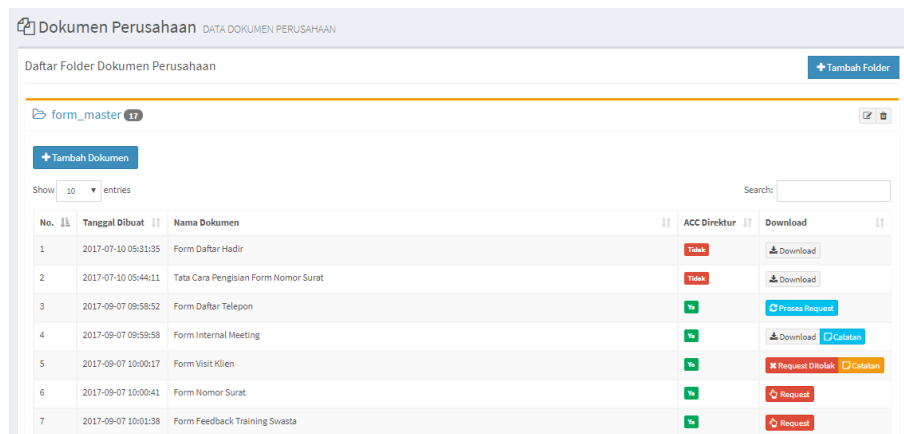 Dokumen Perusahaan DATA DOKUMEN PERUSAHAAN
Daftar Folder Dokumen Perusahaan
Tambah Folder
form_master 17
Tambah Dokumen
Show 10 entries Search:
No. Tanggal Dibuat Nama Dokumen ACC Direktur Download
1 2017-07-10 05:31:35 Form Daftar Hadir Tidak Download
2 2017-07-10 05:44:11 Tata Cara Pengisian Form Nomor Surat Tidak Download
3 2017-09-07 09:58:52 Form Daftar Telepon Ya Proses Request
4 2017-09-07 09:59:58 Form Internal Meeting Ya Download Catatan
5 2017-09-07 10:00:17 Form Visit Klien Ya Request Ditolak Catatan
6 2017-09-07 10:00:41 Form Nomor Surat Ya Request
7 2017-09-07 10:01:38 Form Feedback Training Swasta Ya Request